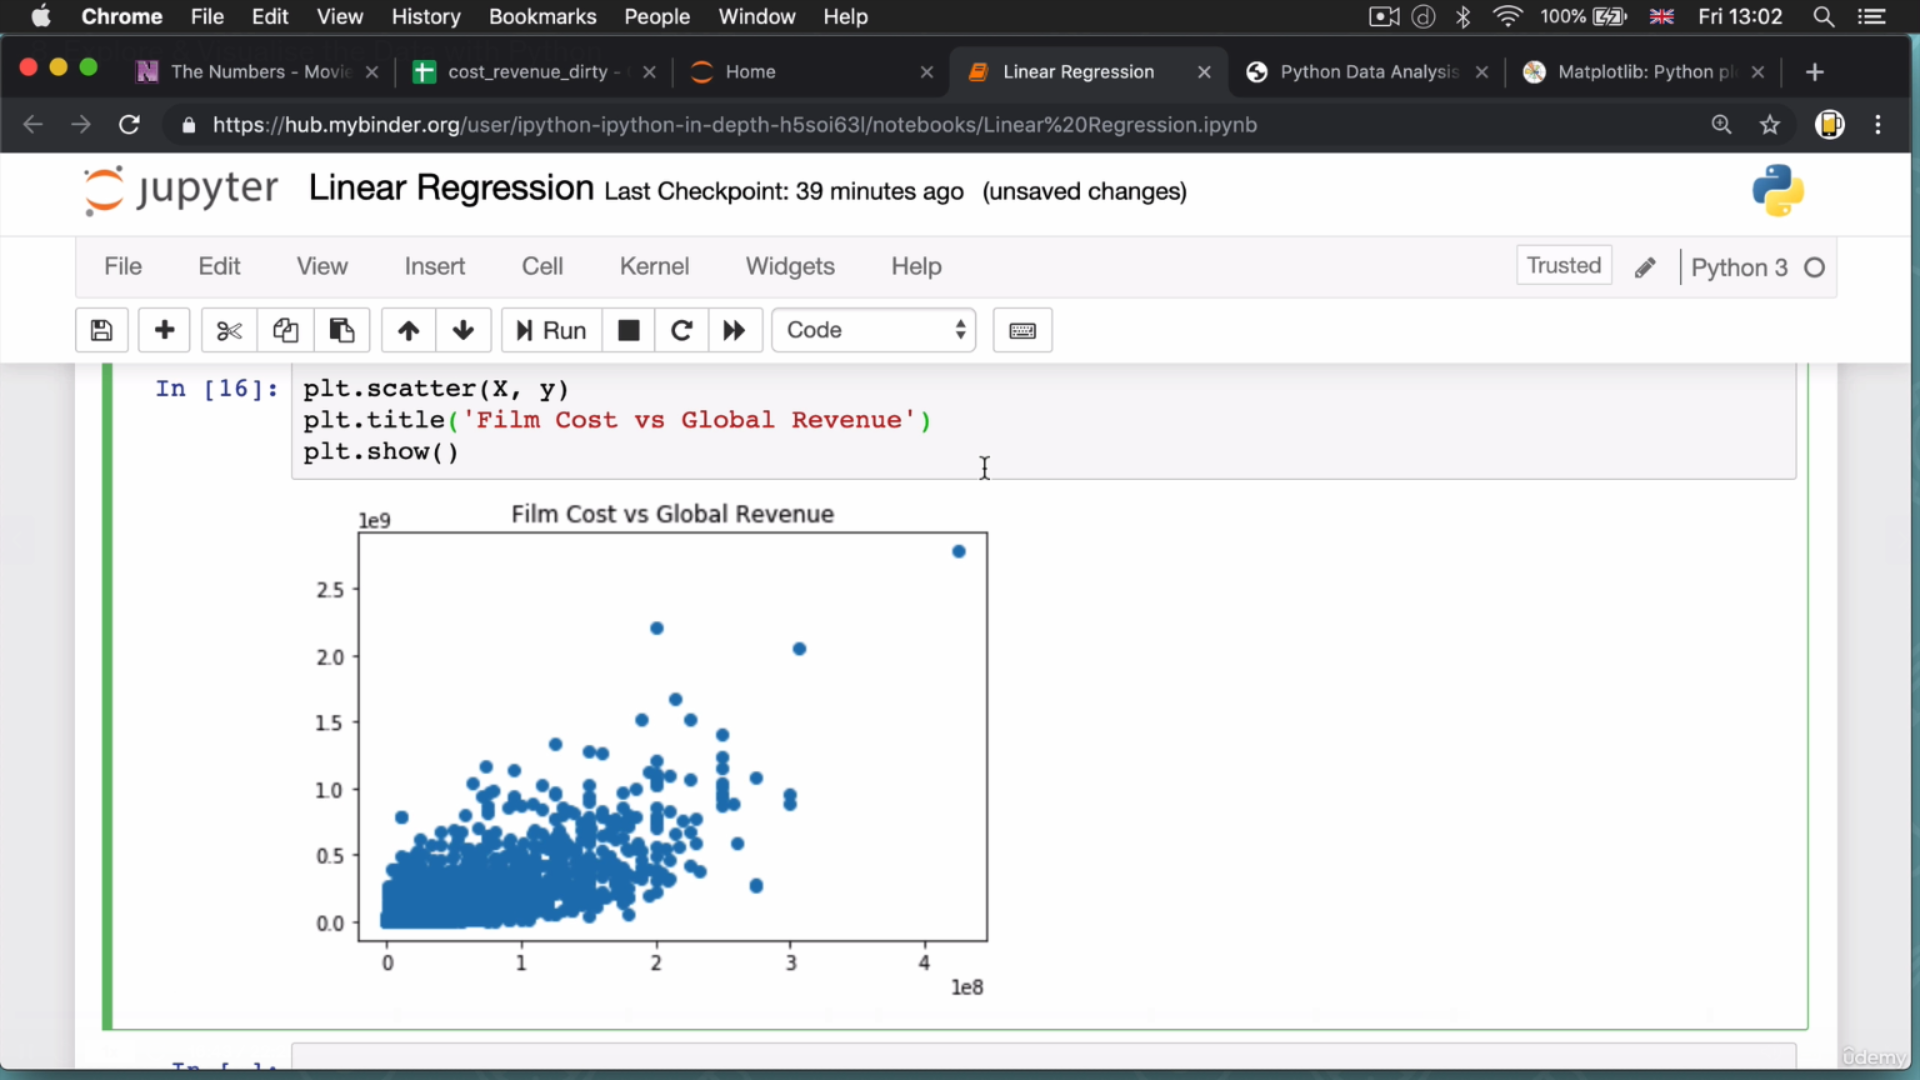 Chrome File Edit View History Bookmarks People Window Help 100% Fri 13:02
The Numbers - Movie cost_revenue_dirty - Home Linear Regression Python Data Analysis Matplotlib: Python pl
https://hub.mybinder.org/user/ipython-ipython-in-depth-h5soi63l/notebooks/Linear%20Regression.ipynb
jupyter Linear Regression Last Checkpoint: 39 minutes ago (unsaved changes)
File Edit View Insert Cell Kernel Widgets Help Trusted Python 3
Run Code
In [16]: plt.scatter(X, y)
plt.title('Film Cost vs Global Revenue')
plt.show()
1e9 Film Cost vs Global Revenue
2.5
2.0
1.5
1.0
0.5
0.0
0 1 2 3 4
1e8
In [ ]:
ûdemy